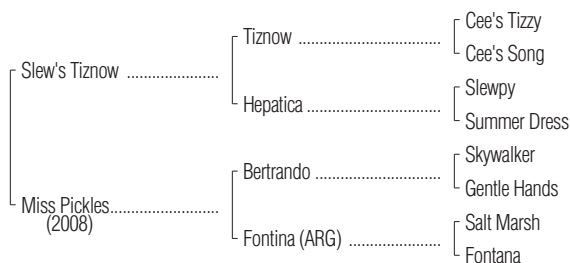 Cee's Tizzy
Tiznow
Cee's Song
Slew's Tiznow
Slewpy
Hepatica
Summer Dress
Skywalker
Bertrando
Gentle Hands
Miss Pickles
(2008)
Salt Marsh
Fontina (ARG)
Fontana